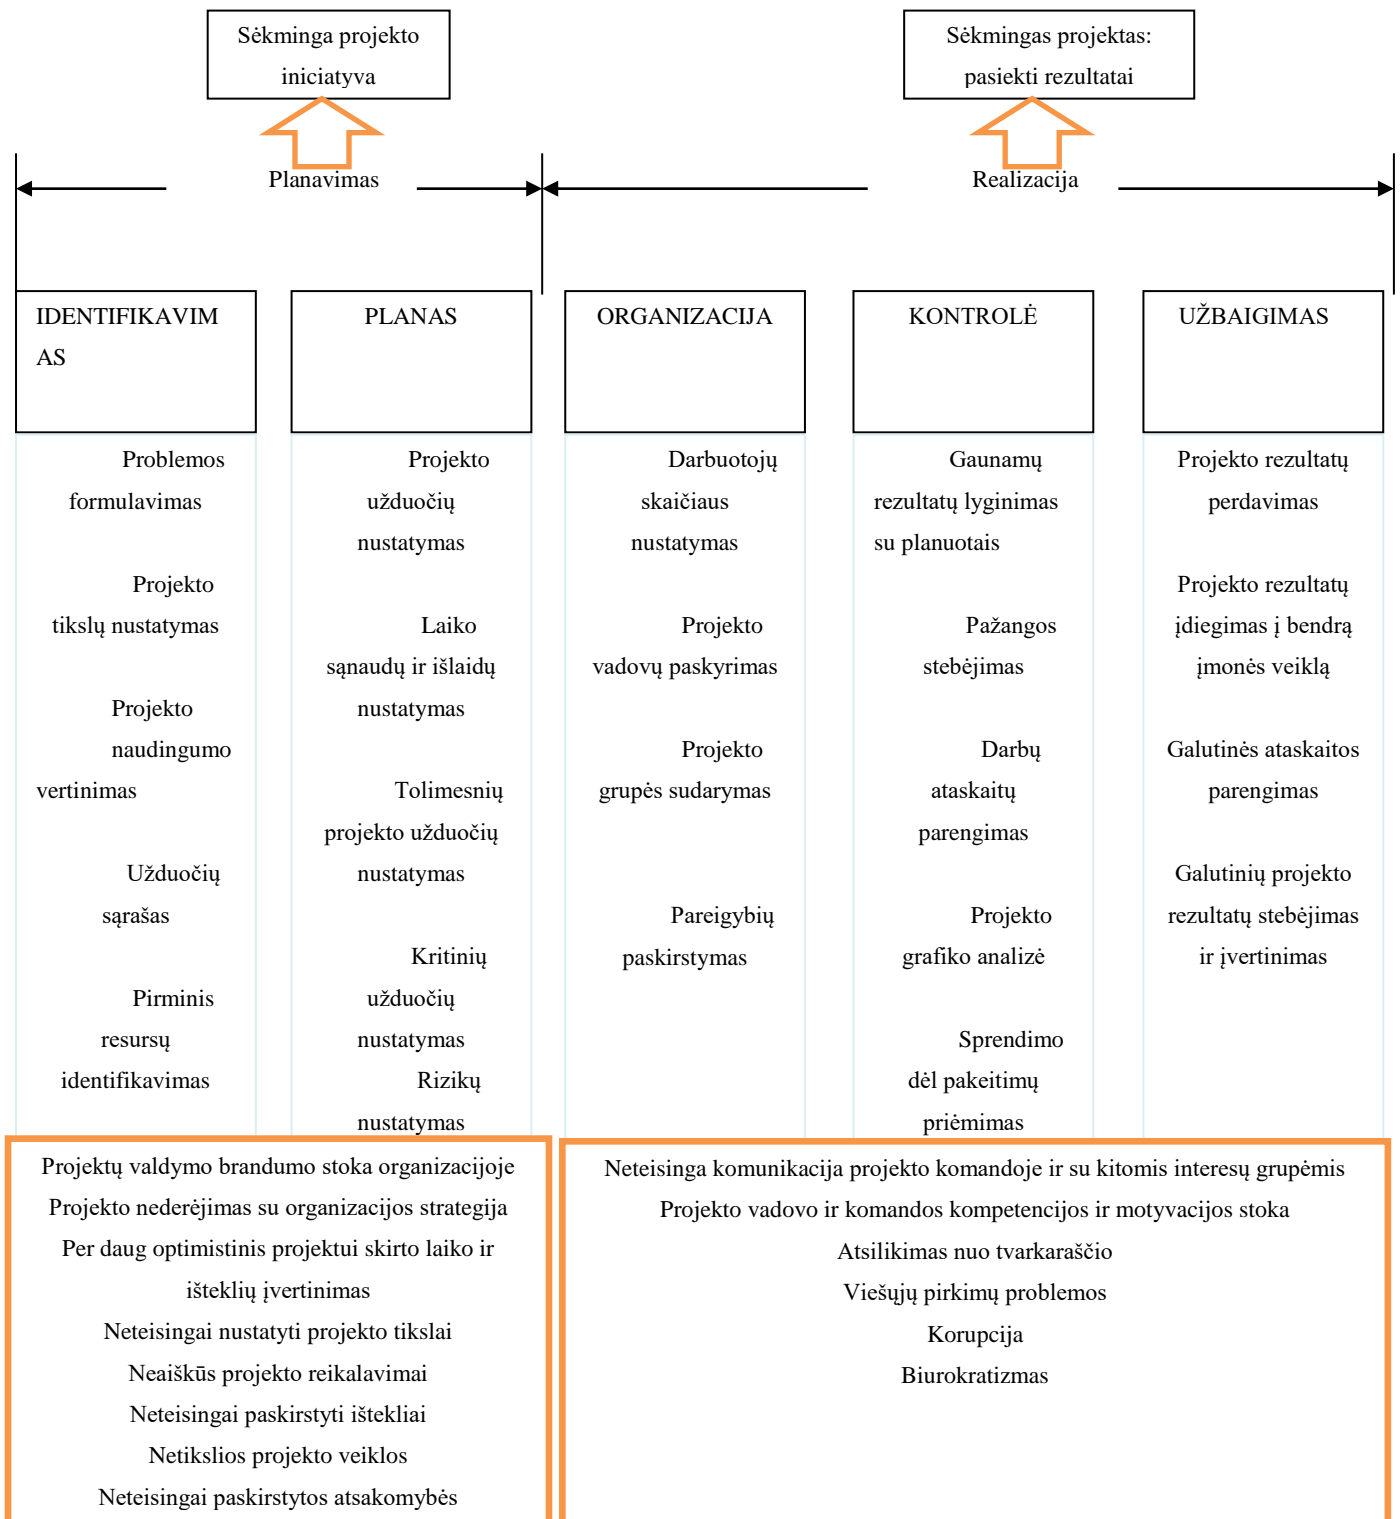 Sėkminga projekto
iniciatyva
Sėkmingas projektas:
pasiekti rezultatai
Planavimas
Realizacija
IDENTIFIKAVIM
AS
Problemos
formulavimas
Projekto
tikslų nustatymas
Projekto
naudingumo
vertinimas
Užduočių
sąrašas
Pirminis
resursų
identifikavimas
PLANAS
Projekto
užduočių
nustatymas
Laiko
sąnaudų ir išlaidų
nustatymas
Tolimesnių
projekto užduočių
nustatymas
Kritinių
užduočių
nustatymas
Rizikų
nustatymas
ORGANIZACIJA
Darbuotojų
skaičiaus
nustatymas
Projekto
vadovų paskyrimas
Projekto
grupės sudarymas
Pareigybių
paskirstymas
KONTROLĖ
Gaunamų
rezultatų lyginimas
su planuotais
Pažangos
stebėjimas
Darbų
ataskaitų
parengimas
Projekto
grafiko analizė
Sprendimo
dėl pakeitimų
priėmimas
UŽBAIGIMAS
Projekto rezultatų
perdavimas
Projekto rezultatų
įdiegimas į bendrą
įmonės veiklą
Galutinės ataskaitos
parengimas
Galutinių projekto
rezultatų stebėjimas
ir įvertinimas
Projektų valdymo brandumo stoka organizacijoje
Projekto nederėjimas su organizacijos strategija
Per daug optimistinis projektui skirto laiko ir
išteklių įvertinimas
Neteisingai nustatyti projekto tikslai
Neaiškūs projekto reikalavimai
Neteisingai paskirstyti ištekliai
Netikslios projekto veiklos
Neteisingai paskirstytos atsakomybės
Neteisinga komunikacija projekto komandoje ir su kitomis interesų grupėmis
Projekto vadovo ir komandos kompetencijos ir motyvacijos stoka
Atsilikimas nuo tvarkaraščio
Viešųjų pirkimų problemos
Korupcija
Biurokratizmas